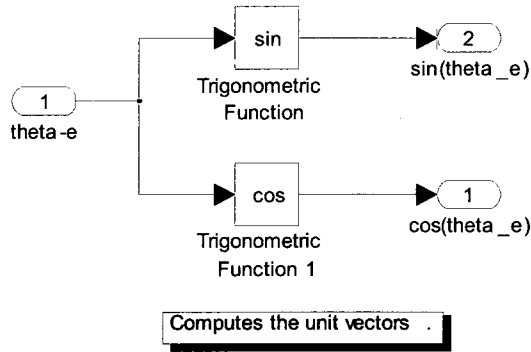 sin
2
sin(theta _e)
Trigonometric
Function
1
theta-e
cos
1
cos(theta _e)
Trigonometric
Function 1
Computes the unit vectors .